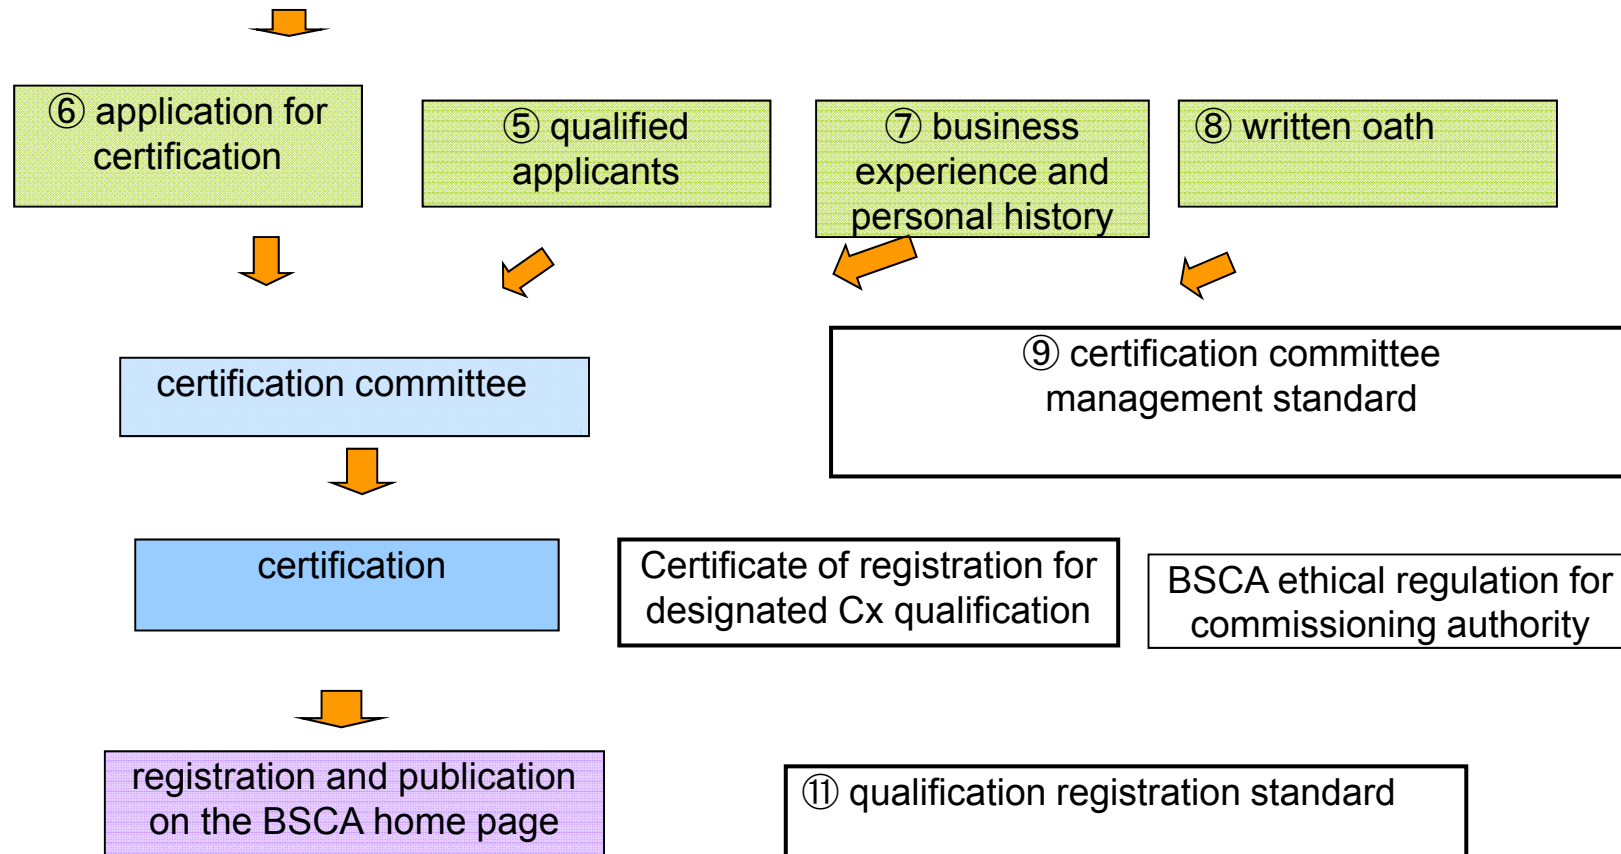 ⑥ application for
certification
⑤ qualified
applicants
⑦ business
experience and
personal history
⑧ written oath
certification committee
⑨ certification committee
management standard
certification
Certificate of registration for
designated Cx qualification
BSCA ethical regulation for
commissioning authority
registration and publication
on the BSCA home page
⑪ qualification registration standard